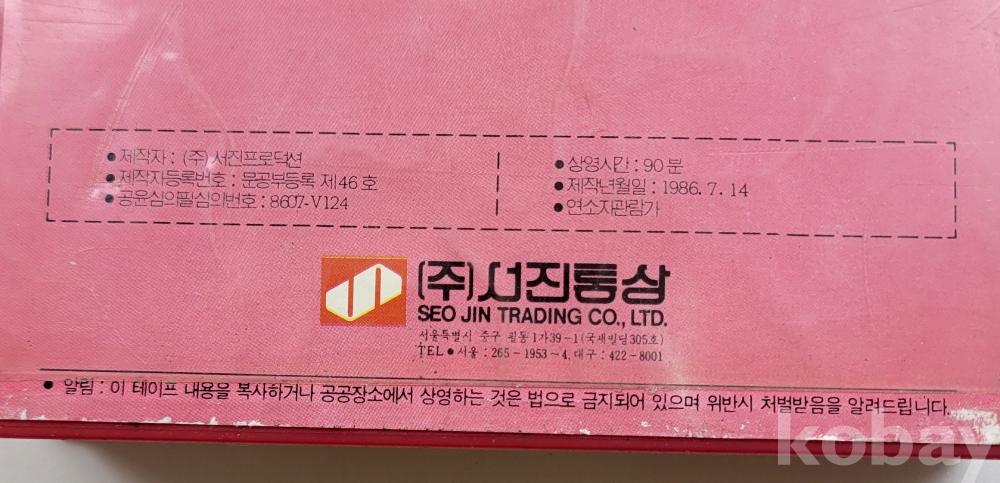 ● 제작자 : (주) 서진프로덕션
● 제작자등록번호 : 문공부등록 제46호
● 공윤심의필심의번호 : 8607-V124
● 상영시간 : 90분
● 제작년월일 : 1986. 7. 14
● 연소자관람가
(주)서진통상
SEO JIN TRADING CO., LTD.
서울특별시 중구 필동1가39-1(국제빌딩305호)
TEL ● 서울 : 265-1953~4, 대구 : 422-8001
● 알림 : 이 테이프 내용을 복사하거나 공공장소에서 상영하는 것은 법으로 금지되어 있으며 위반시 처벌받음을 알려드립니다.
kobay